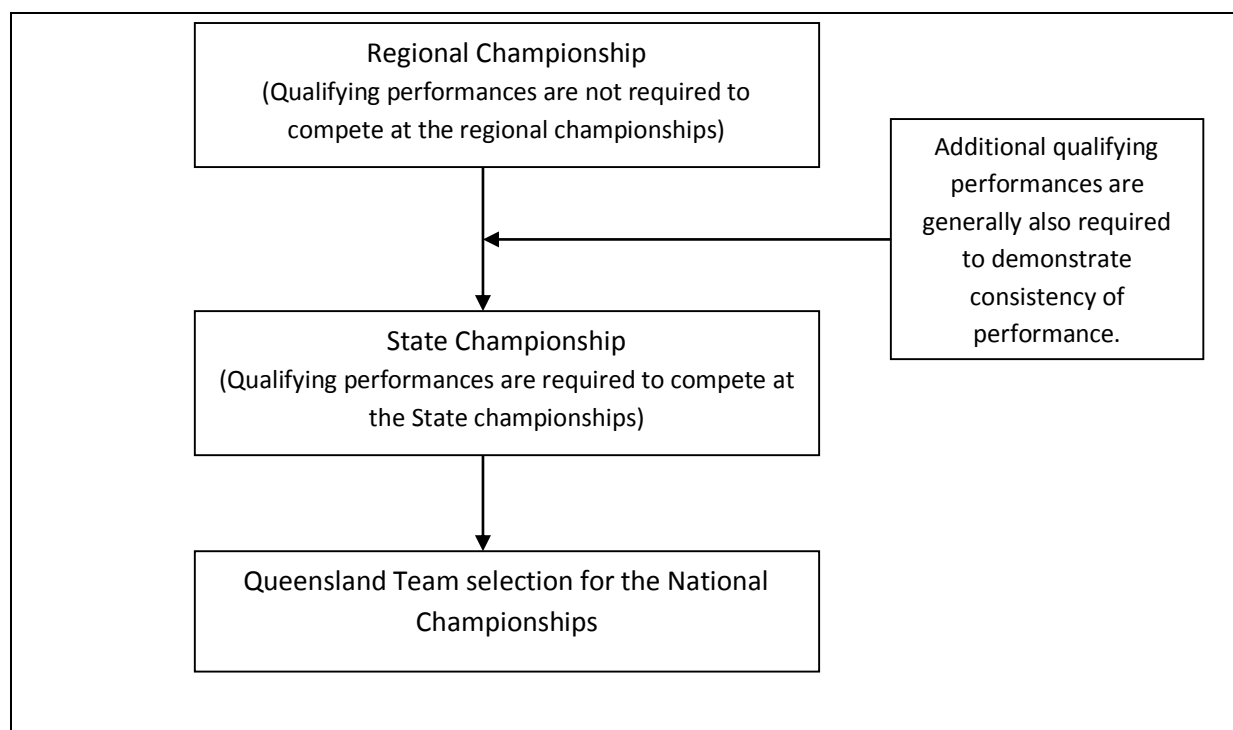 Regional Championship
(Qualifying performances are not required to
compete at the regional championships)
Additional qualifying
performances are
generally also required
to demonstrate
consistency of
performance.
State Championship
(Qualifying performances are required to compete at
the State championships)
Queensland Team selection for the National
Championships